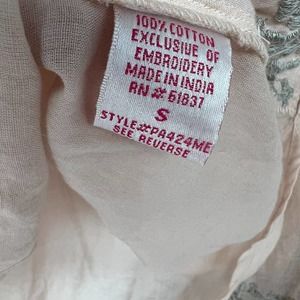 100% COTTON
EXCLUSIVE OF
EMBROIDERY
MADE IN INDIA
RN# 61837
S
STYLE#PA424ME
SEE REVERSE